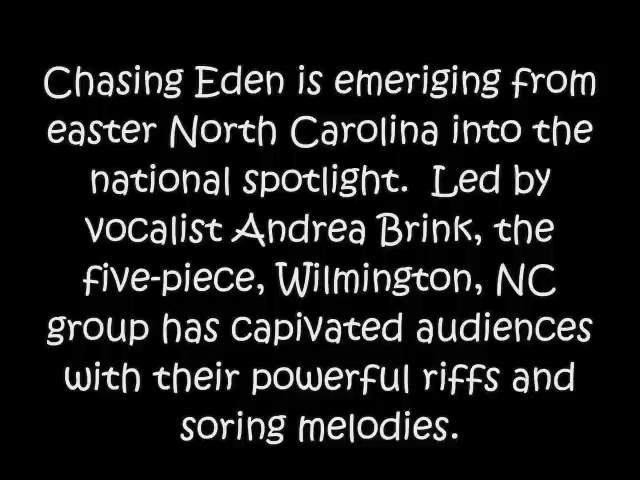 Chasing Eden is emeriging from
easter North Carolina into the
national spotlight. Led by
vocalist Andrea Brink, the
five-piece, Wilmington, NC
group has capivated audiences
with their powerful riffs and
soring melodies.